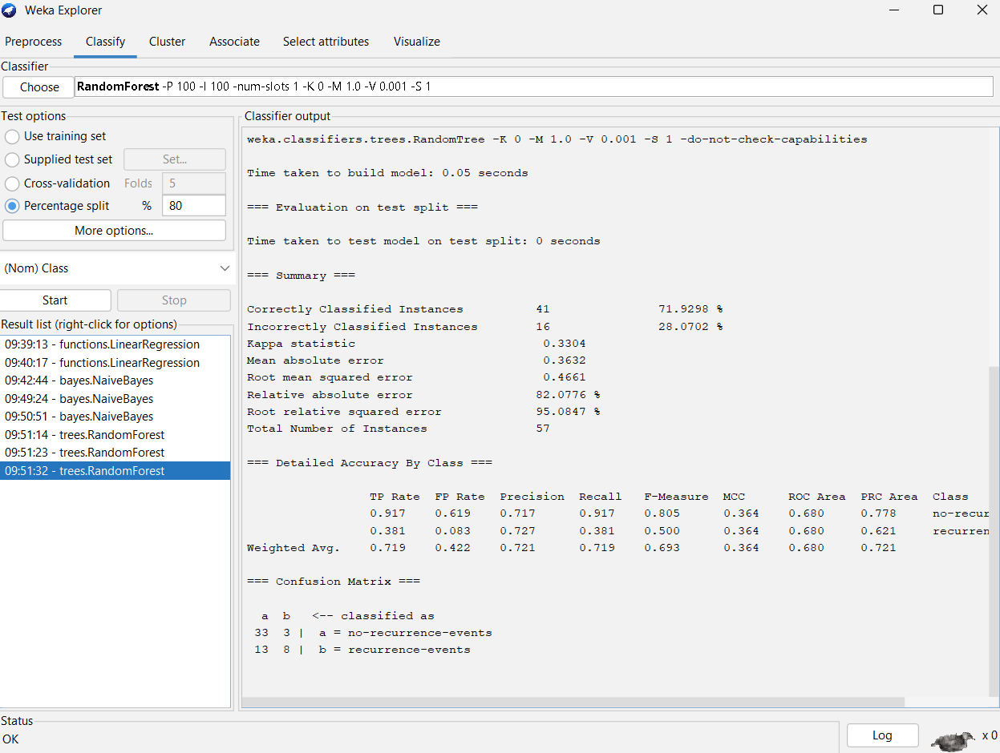 Weka Explorer
Preprocess Classify Cluster Associate Select attributes Visualize
Classifier
Choose RandomForest -P 100 -I 100 -num-slots 1 -K 0 -M 1.0 -V 0.001 -S 1
Test options
Use training set
Supplied test set Set...
Cross-validation Folds 5
Percentage split % 80
More options...
(Nom) Class
Start Stop
Result list (right-click for options)
09:39:13 - functions.LinearRegression
09:40:17 - functions.LinearRegression
09:42:44 - bayes.NaiveBayes
09:49:24 - bayes.NaiveBayes
09:50:51 - bayes.NaiveBayes
09:51:14 - trees.RandomForest
09:51:23 - trees.RandomForest
09:51:32 - trees.RandomForest
Classifier output
weka.classifiers.trees.RandomTree -K 0 -M 1.0 -V 0.001 -S 1 -do-not-check-capabilities
Time taken to build model: 0.05 seconds
=== Evaluation on test split ===
Time taken to test model on test split: 0 seconds
=== Summary ===
Correctly Classified Instances 41 71.9298 %
Incorrectly Classified Instances 16 28.0702 %
Kappa statistic 0.3304
Mean absolute error 0.3632
Root mean squared error 0.4661
Relative absolute error 82.0776 %
Root relative squared error 95.0847 %
Total Number of Instances 57
=== Detailed Accuracy By Class ===
TP Rate FP Rate Precision Recall F-Measure MCC ROC Area PRC Area Class
0.917 0.619 0.717 0.917 0.805 0.364 0.680 0.778 no-recur
0.381 0.083 0.727 0.381 0.500 0.364 0.680 0.621 recurren
Weighted Avg. 0.719 0.422 0.721 0.719 0.693 0.364 0.680 0.721
=== Confusion Matrix ===
a b <-- classified as
33 3 | a = no-recurrence-events
13 8 | b = recurrence-events
Status
OK
Log x 0